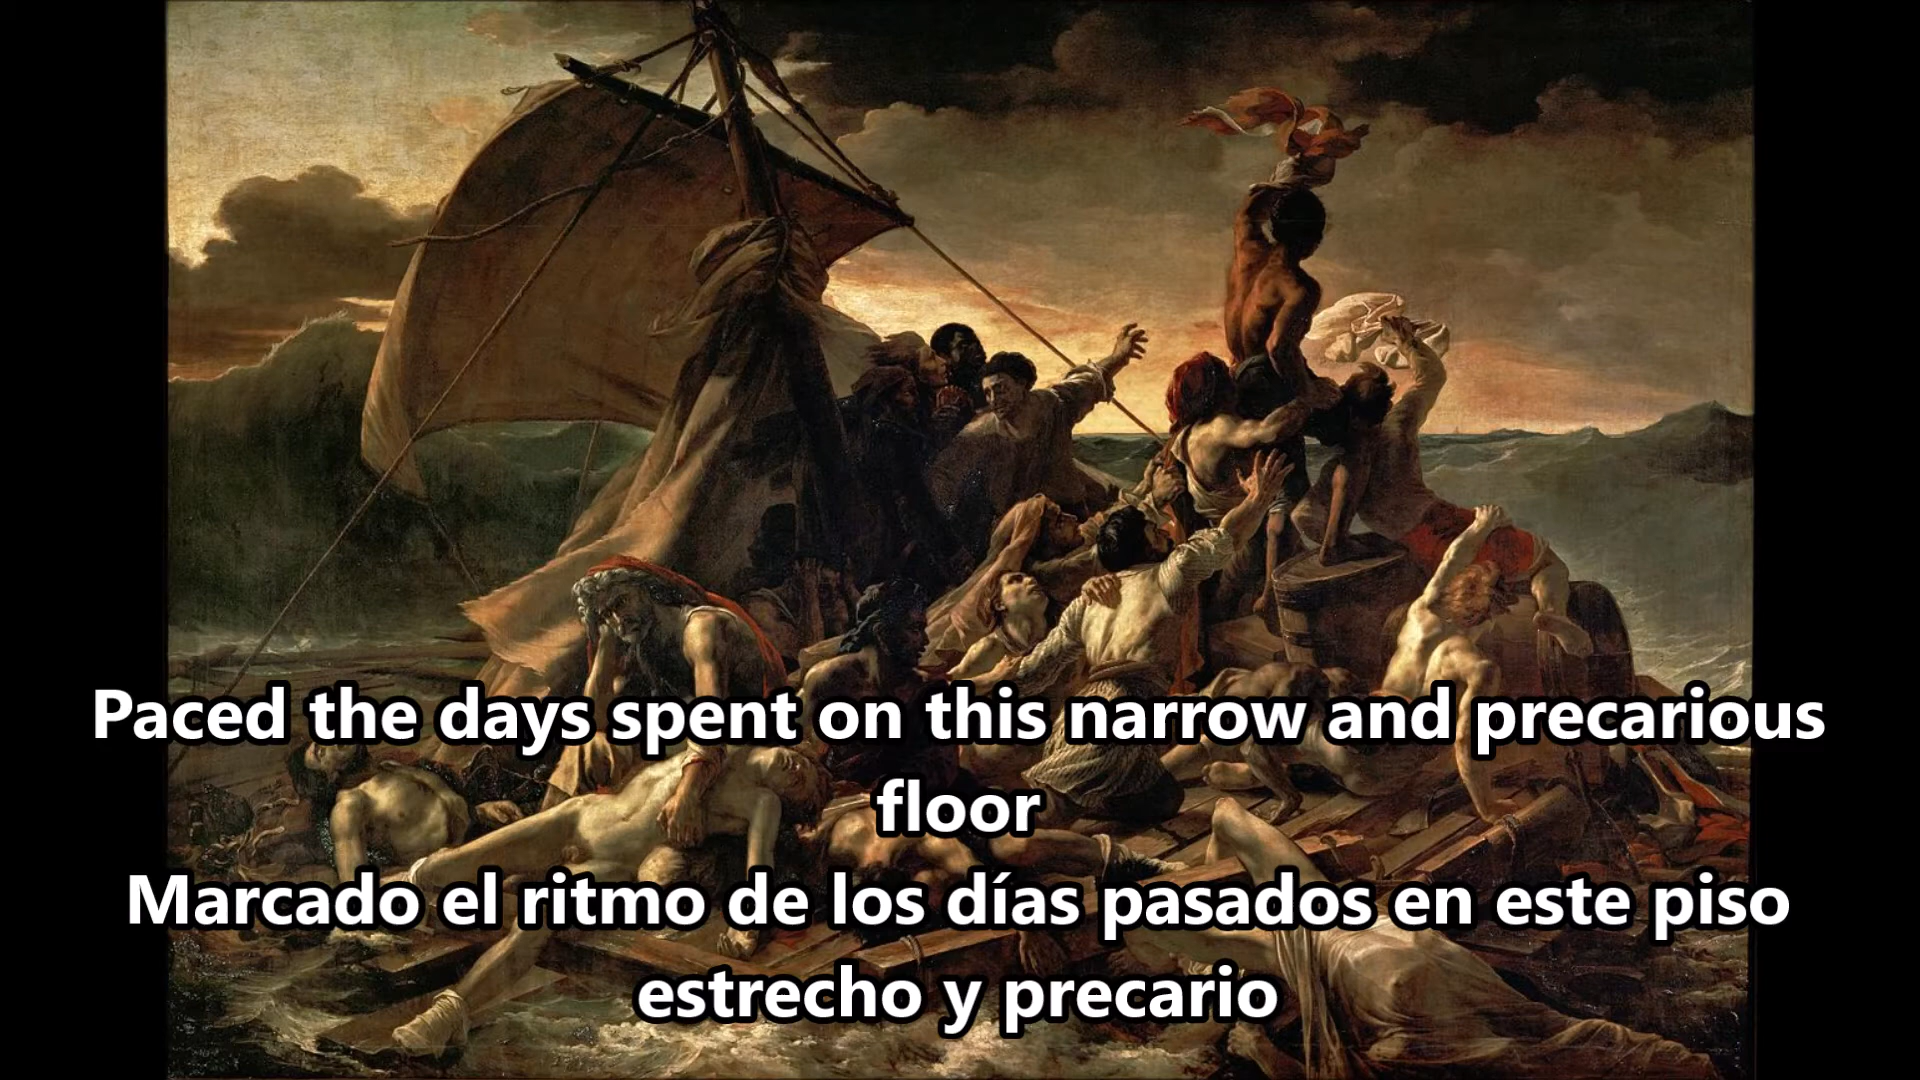 Paced the days spent on this narrow and precarious
floor
Marcado el ritmo de los días pasados en este piso
estrecho y precario